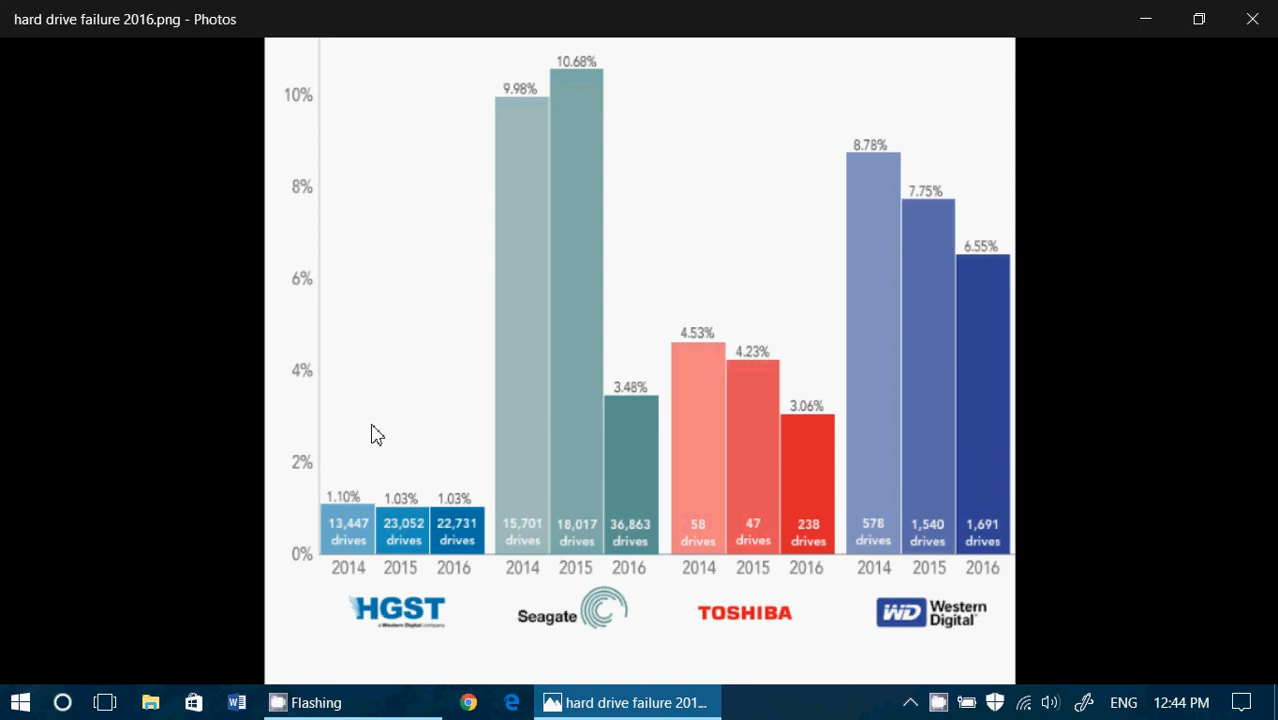 hard drive failure 2016.png - Photos
10.68%
9.98%
10%
8.78%
8%
7.75%
6.55%
6%
4.53%
4.23%
4%
3.48%
3.06%
2%
1.10% 1.03% 1.03%
13,447 23,052 22,731 15,701 18,017 36,863 58 47 238 578 1,540 1,691
drives drives drives drives drives drives drives drives drives drives drives drives
0%
2014 2015 2016 2014 2015 2016 2014 2015 2016 2014 2015 2016
HGST
a Western Digital company
Seagate
TOSHIBA
WD Western
Digital
Flashing
hard drive failure 201...
ENG 12:44 PM